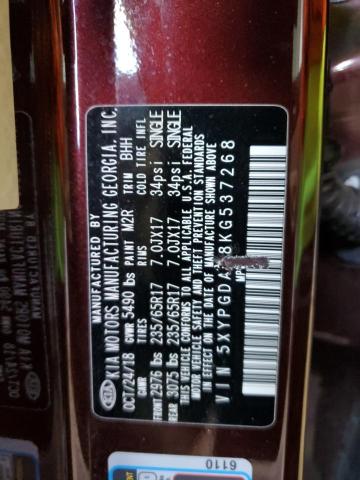 MANUFACTURED BY
KIA KIA MOTORS MANUFACTURING GEORGIA, INC.
OCT/24/18 GVWR 5490 lbs PAINT M2R TRIM BHH
GAWR TIRES RIMS COLD TIRE INFL
FRONT 2976 lbs 235/65R17 7.0JX17 34psi SINGLE
REAR 3075 lbs 235/65R17 7.0JX17 34psi SINGLE
THIS VEHICLE CONFORMS TO ALL APPLICABLE U.S.A. FEDERAL
MOTOR VEHICLE SAFETY AND THEFT PREVENTION STANDARDS IN
EFFECT ON THE DATE OF MANUFACTURE SHOWN ABOVE
VIN-5XYPGDA 8KG537268
MPV
6110